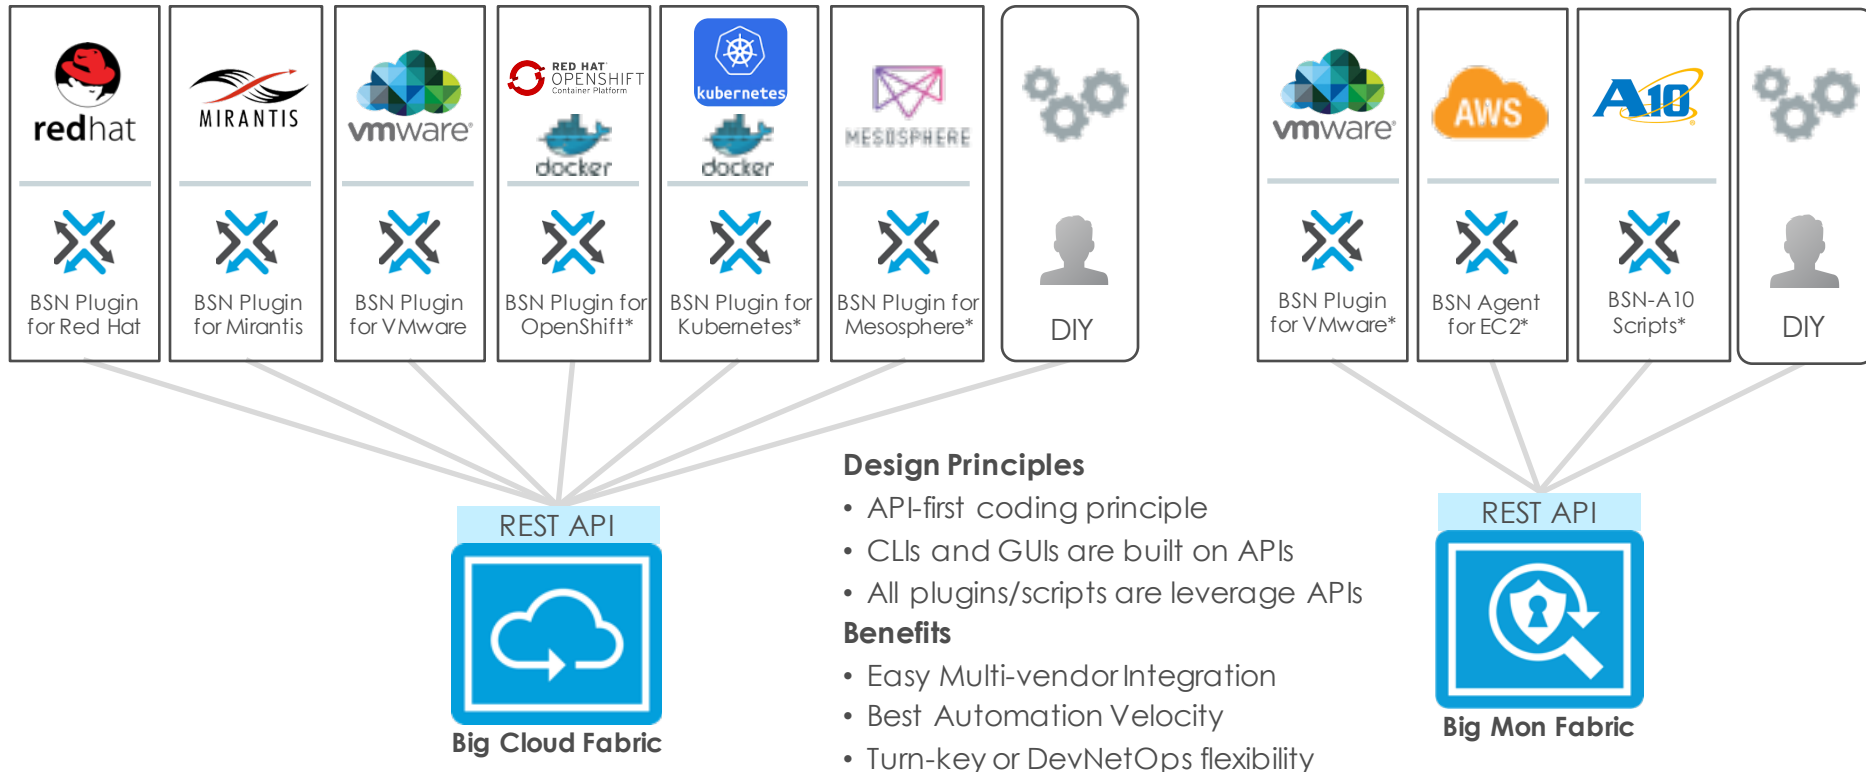 redhat
BSN Plugin
for Red Hat
MIRANTIS
BSN Plugin
for Mirantis
vmware®
BSN Plugin
for VMware
RED HAT®
OPENSHIFT
Container Platform
docker
BSN Plugin for
OpenShift*
kubernetes
docker
BSN Plugin for
Kubernetes*
MESOSPHERE
BSN Plugin for
Mesosphere*
DIY
vmware®
BSN Plugin
for VMware*
AWS
BSN Agent
for EC2*
A10®
BSN-A10
Scripts*
DIY
REST API
Big Cloud Fabric
Design Principles
• API-first coding principle
• CLIs and GUIs are built on APIs
• All plugins/scripts are leverage APIs
Benefits
• Easy Multi-vendor Integration
• Best Automation Velocity
• Turn-key or DevNetOps flexibility
REST API
Big Mon Fabric